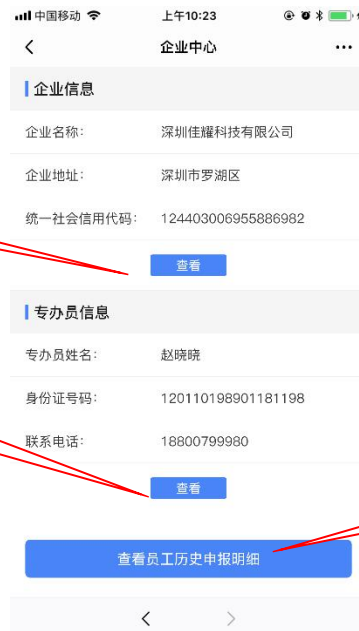 中国移动 上午10:23
企业中心
企业信息
企业名称: 深圳佳耀科技有限公司
企业地址: 深圳市罗湖区
统一社会信用代码: 124403006955886982
查看
专办员信息
专办员姓名: 赵晓晓
身份证号码: 120110198901181198
联系电话: 18800799980
查看
查看员工历史申报明细